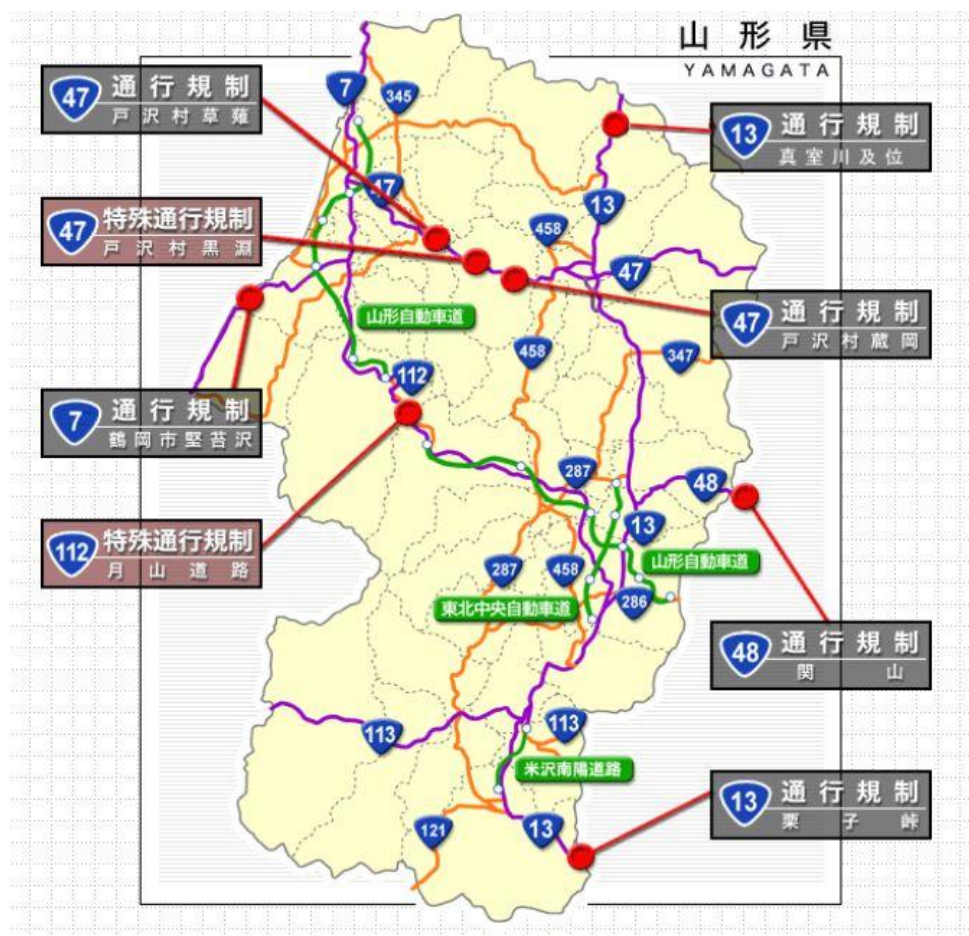 山形県
YAMAGATA
47 通行規制
戸沢村草薙
7
345
13 通行規制
真室川及位
47 特殊通行規制
戸沢村黒淵
47
13
458
47
47 通行規制
戸沢村蔵岡
山形自動車道
458
347
112
7 通行規制
鶴岡市堅苔沢
287
48
112 特殊通行規制
月山道路
13
山形自動車道
287
458
286
東北中央自動車道
48 通行規制
関山
113
113
米沢南陽道路
13 通行規制
栗子峠
121
13